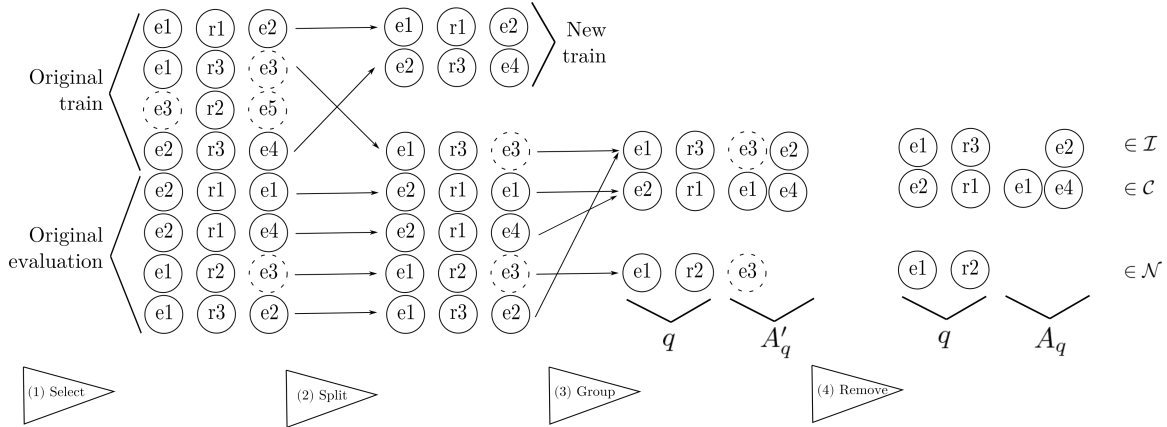 e1 r1 e2 e1 r1 e2 New
e1 r3 e3 train
Original e2 r3 e4
train e3 r2 e5
e2 r3 e4 e1 r3 e3 e1 r3 e3 e2 e1 r3 e2 ∈ I
e2 r1 e1 e2 r1 e1 e2 r1 e1 e4 e2 r1 e1 e4 ∈ C
Original e2 r1 e4 e2 r1 e4
evaluation e1 r2 e3 e1 r2 e3 e1 r2 e3 e1 r2 ∈ N
e1 r3 e2 e1 r3 e2
q A′q q Aq
(1) Select (2) Split (3) Group (4) Remove